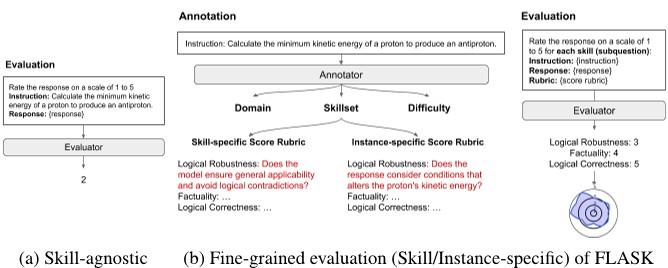 Evaluation
Rate the response on a scale of 1 to 5
Instruction: Calculate the minimum kinetic
energy of a proton to produce an antiproton.
Response: {response}
Evaluator
2
(a) Skill-agnostic
Annotation
Instruction: Calculate the minimum kinetic energy of a proton to produce an antiproton.
Annotator
Domain
Skillset
Difficulty
Skill-specific Score Rubric
Logical Robustness: Does the
model ensure general applicability
and avoid logical contradictions?
Factuality: ...
Logical Correctness: ...
Instance-specific Score Rubric
Logical Robustness: Does the
response consider conditions that
alters the proton's kinetic energy?
Factuality: ...
Logical Correctness: ...
Evaluation
Rate the response on a scale of 1
to 5 for each skill (subquestion):
Instruction: {instruction}
Response: {response}
Rubric: {score rubric}
Evaluator
Logical Robustness: 3
Factuality: 4
Logical Correctness: 5
(b) Fine-grained evaluation (Skill/Instance-specific) of FLASK